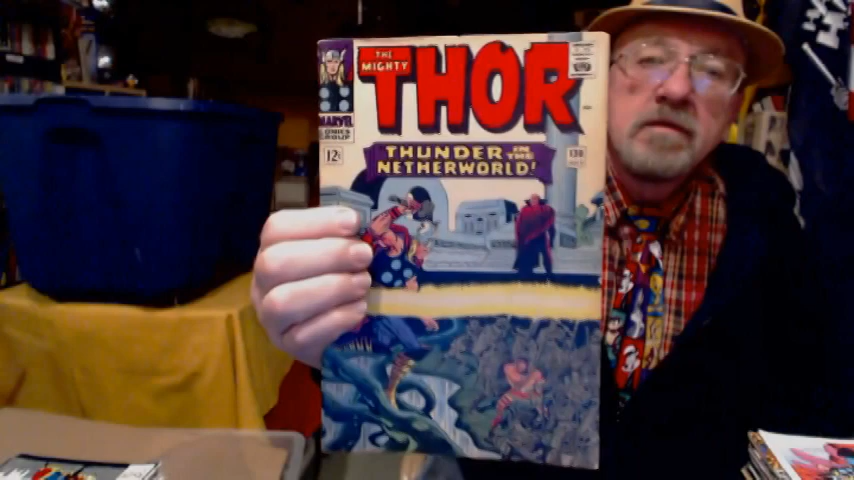 THE
MIGHTY
THOR
MARVEL
COMICS
GROUP
12¢
THUNDER IN THE
NETHERWORLD!
130